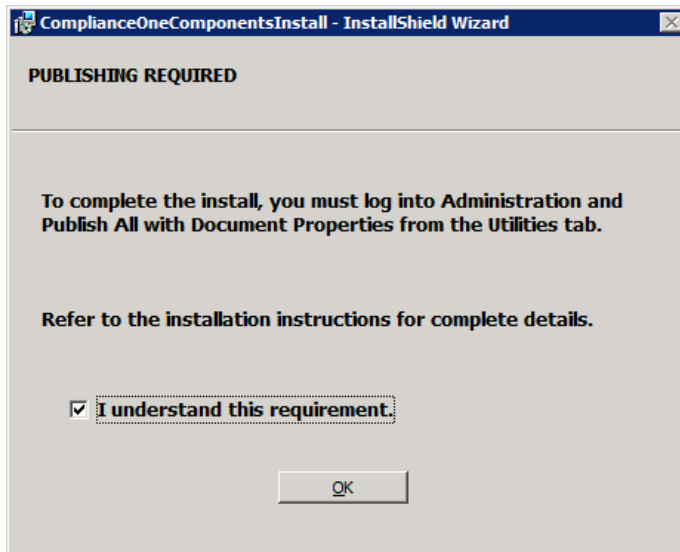 ComplianceOneComponentsInstall - InstallShield Wizard
PUBLISHING REQUIRED
To complete the install, you must log into Administration and
Publish All with Document Properties from the Utilities tab.
Refer to the installation instructions for complete details.
I understand this requirement.
OK